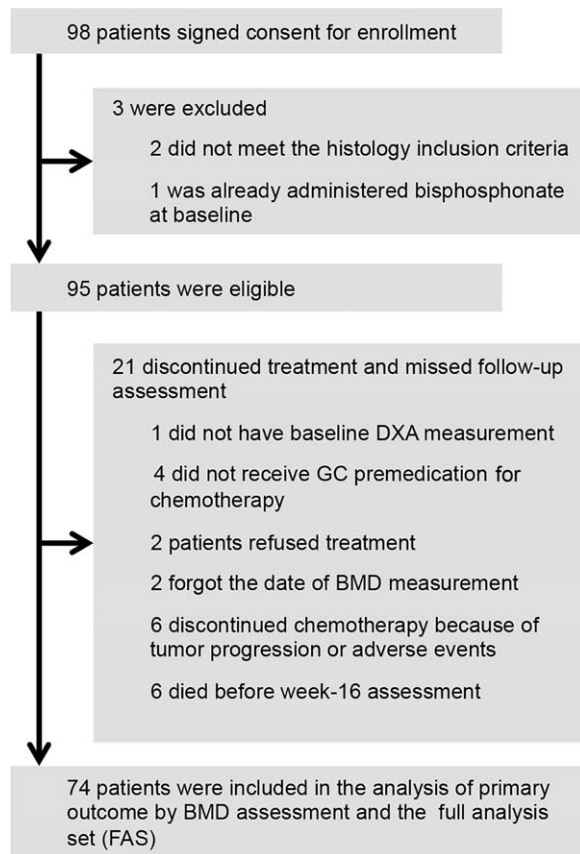 98 patients signed consent for enrollment
3 were excluded
2 did not meet the histology inclusion criteria
1 was already administered bisphosphonate
at baseline
95 patients were eligible
21 discontinued treatment and missed follow-up
assessment
1 did not have baseline DXA measurement
4 did not receive GC premedication for
chemotherapy
2 patients refused treatment
2 forgot the date of BMD measurement
6 discontinued chemotherapy because of
tumor progression or adverse events
6 died before week-16 assessment
74 patients were included in the analysis of primary
outcome by BMD assessment and the full analysis
set (FAS)